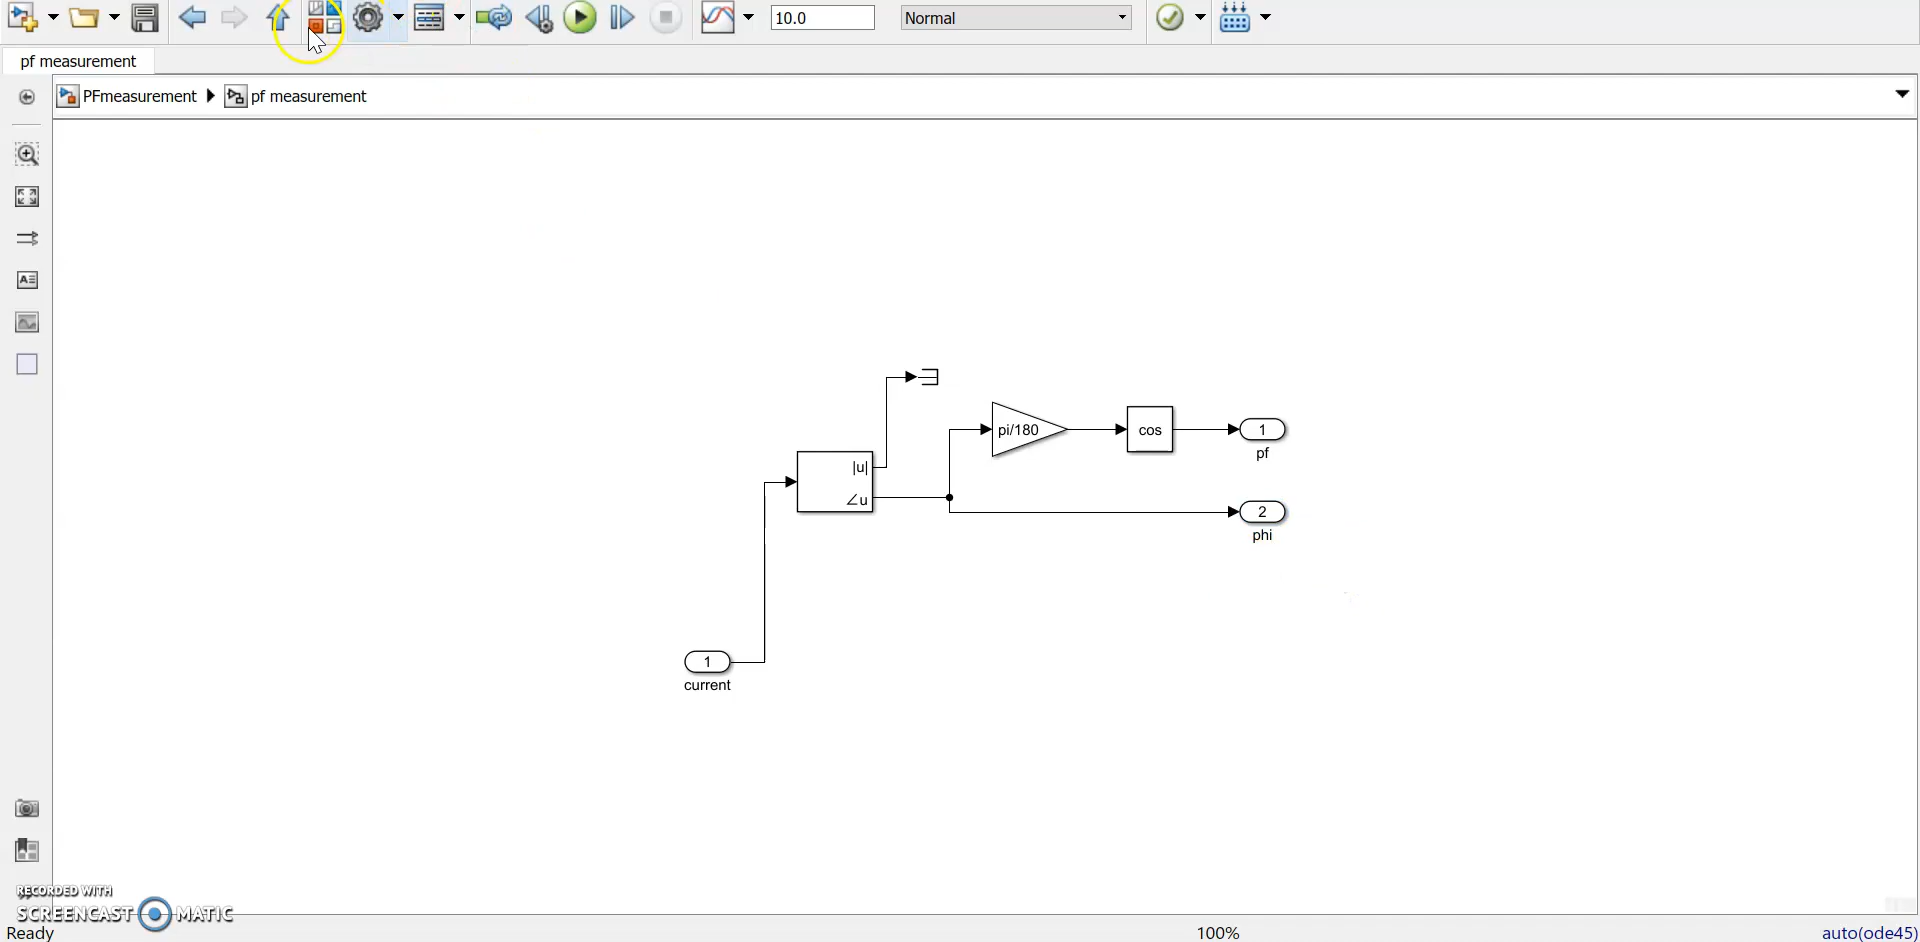 10.0
Normal
pf measurement
PFmeasurement
pf measurement
|u|
∠u
pi/180
cos
1
pf
2
phi
1
current
RECORDED WITH
SCREENCAST MATIC
Ready
100%
auto(ode45)